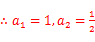 ∴ a₁ = 1, a₂ = 1/2